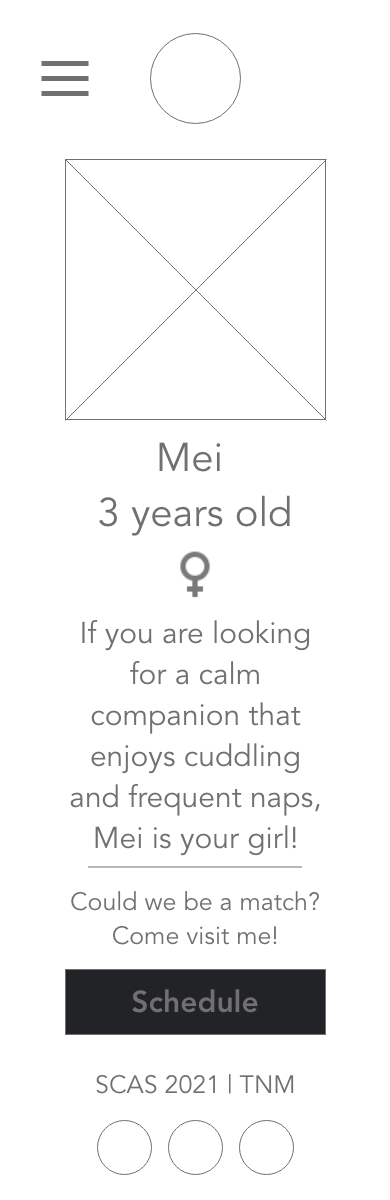 Mei
3 years old
If you are looking
for a calm
companion that
enjoys cuddling
and frequent naps,
Mei is your girl!
Could we be a match?
Come visit me!
Schedule
SCAS 2021 | TNM